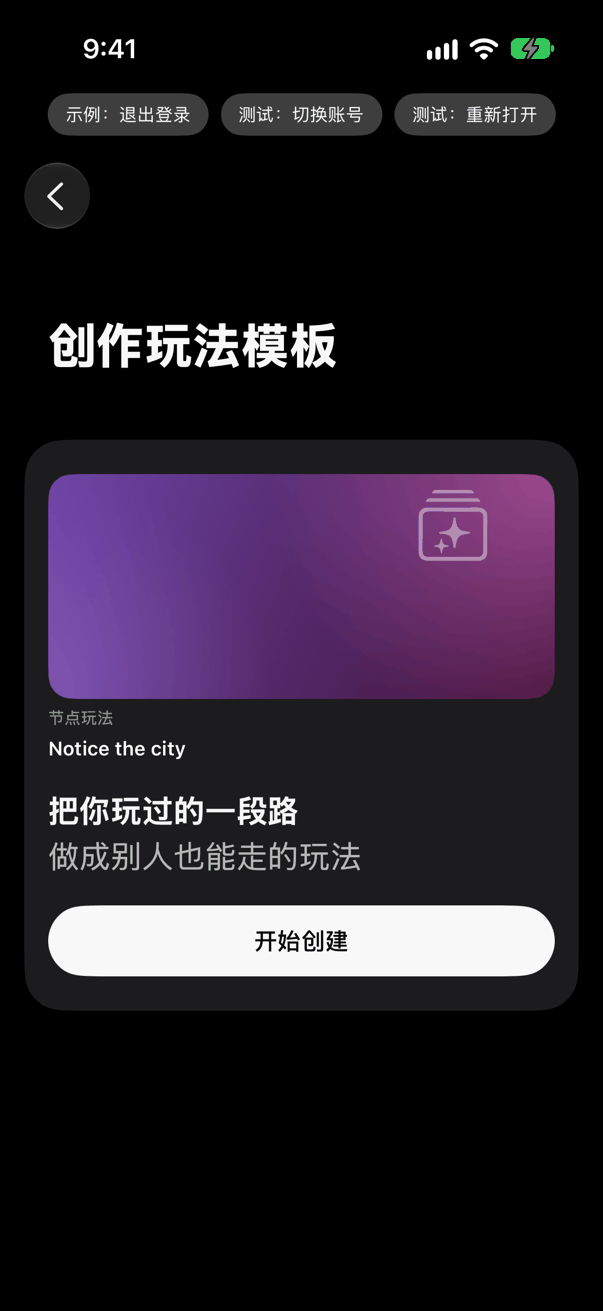 9:41
示例：退出登录
测试：切换账号
测试：重新打开
创作玩法模板
节点玩法
Notice the city
把你玩过的一段路
做成别人也能走的玩法
开始创建